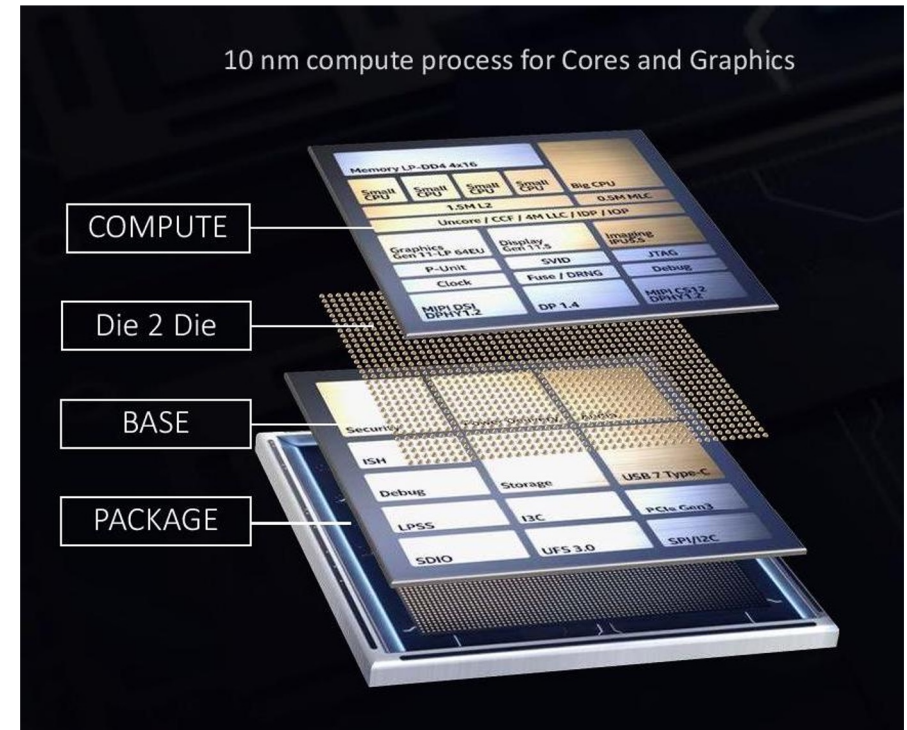 10 nm compute process for Cores and Graphics
COMPUTE
Die 2 Die
BASE
PACKAGE
Memory LP-DD4 4x16
Small CPU
Small CPU
Small CPU
Small CPU
Big CPU
1.5M L2
0.5M MLC
Uncore / CCF / 4M LLC / IDP / IOP
Graphics
Gen 11-LP 64EU
Display
Gen 11.5
Imaging
IPU5.5
P-Unit
SVID
JTAG
Clock
Fuse / DRNG
Debug
MIPI DSI
DPHY1.2
DP 1.4
MIPI CS12
DPHY1.2
Security
Power Delivery
Audio
ISH
Debug
Storage
USB 7 Type-C
LPSS
I3C
PCIe Gen3
SDIO
UFS 3.0
SPI/I2C